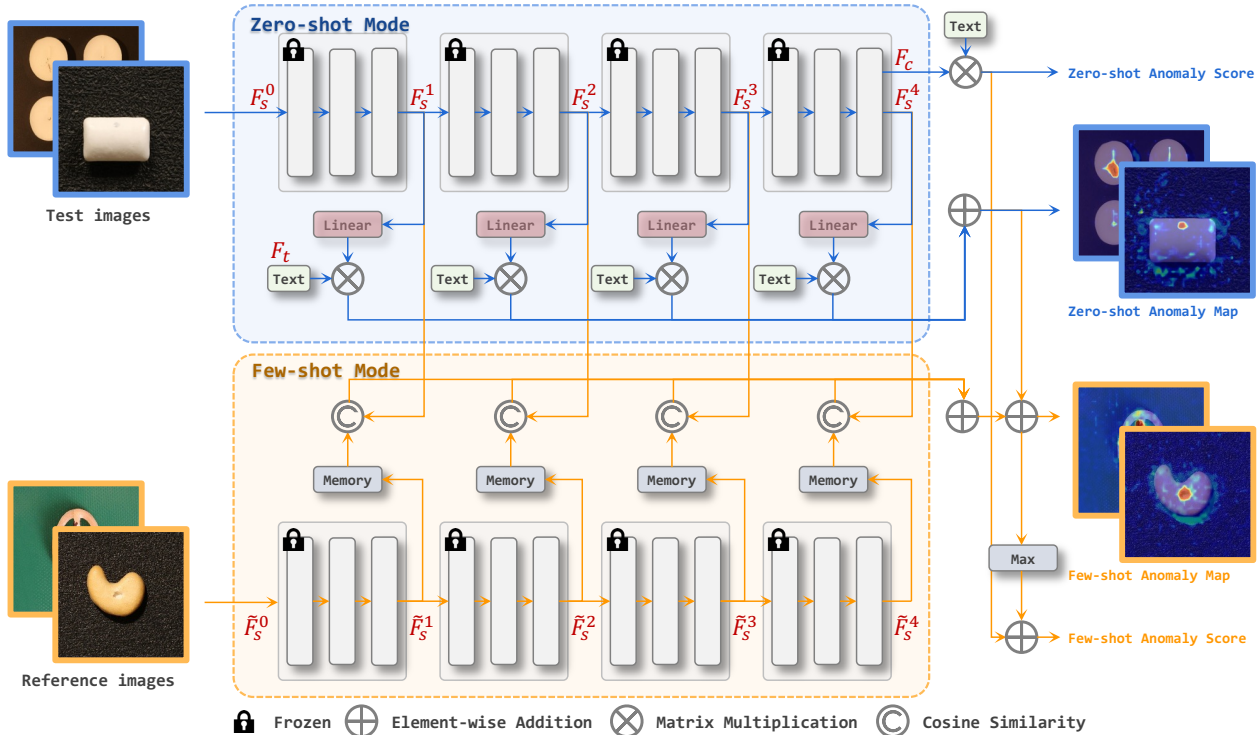 Zero-shot Mode
Text
F_c
Zero-shot Anomaly Score
F_s^0
F_s^1
F_s^2
F_s^3
F_s^4
Test images
Linear
Linear
Linear
Linear
F_t
Text
Text
Text
Text
Zero-shot Anomaly Map
Few-shot Mode
C
C
C
C
Memory
Memory
Memory
Memory
Max
Few-shot Anomaly Map
F̃_s^0
F̃_s^1
F̃_s^2
F̃_s^3
F̃_s^4
Few-shot Anomaly Score
Reference images
Frozen
Element-wise Addition
Matrix Multiplication
C
Cosine Similarity